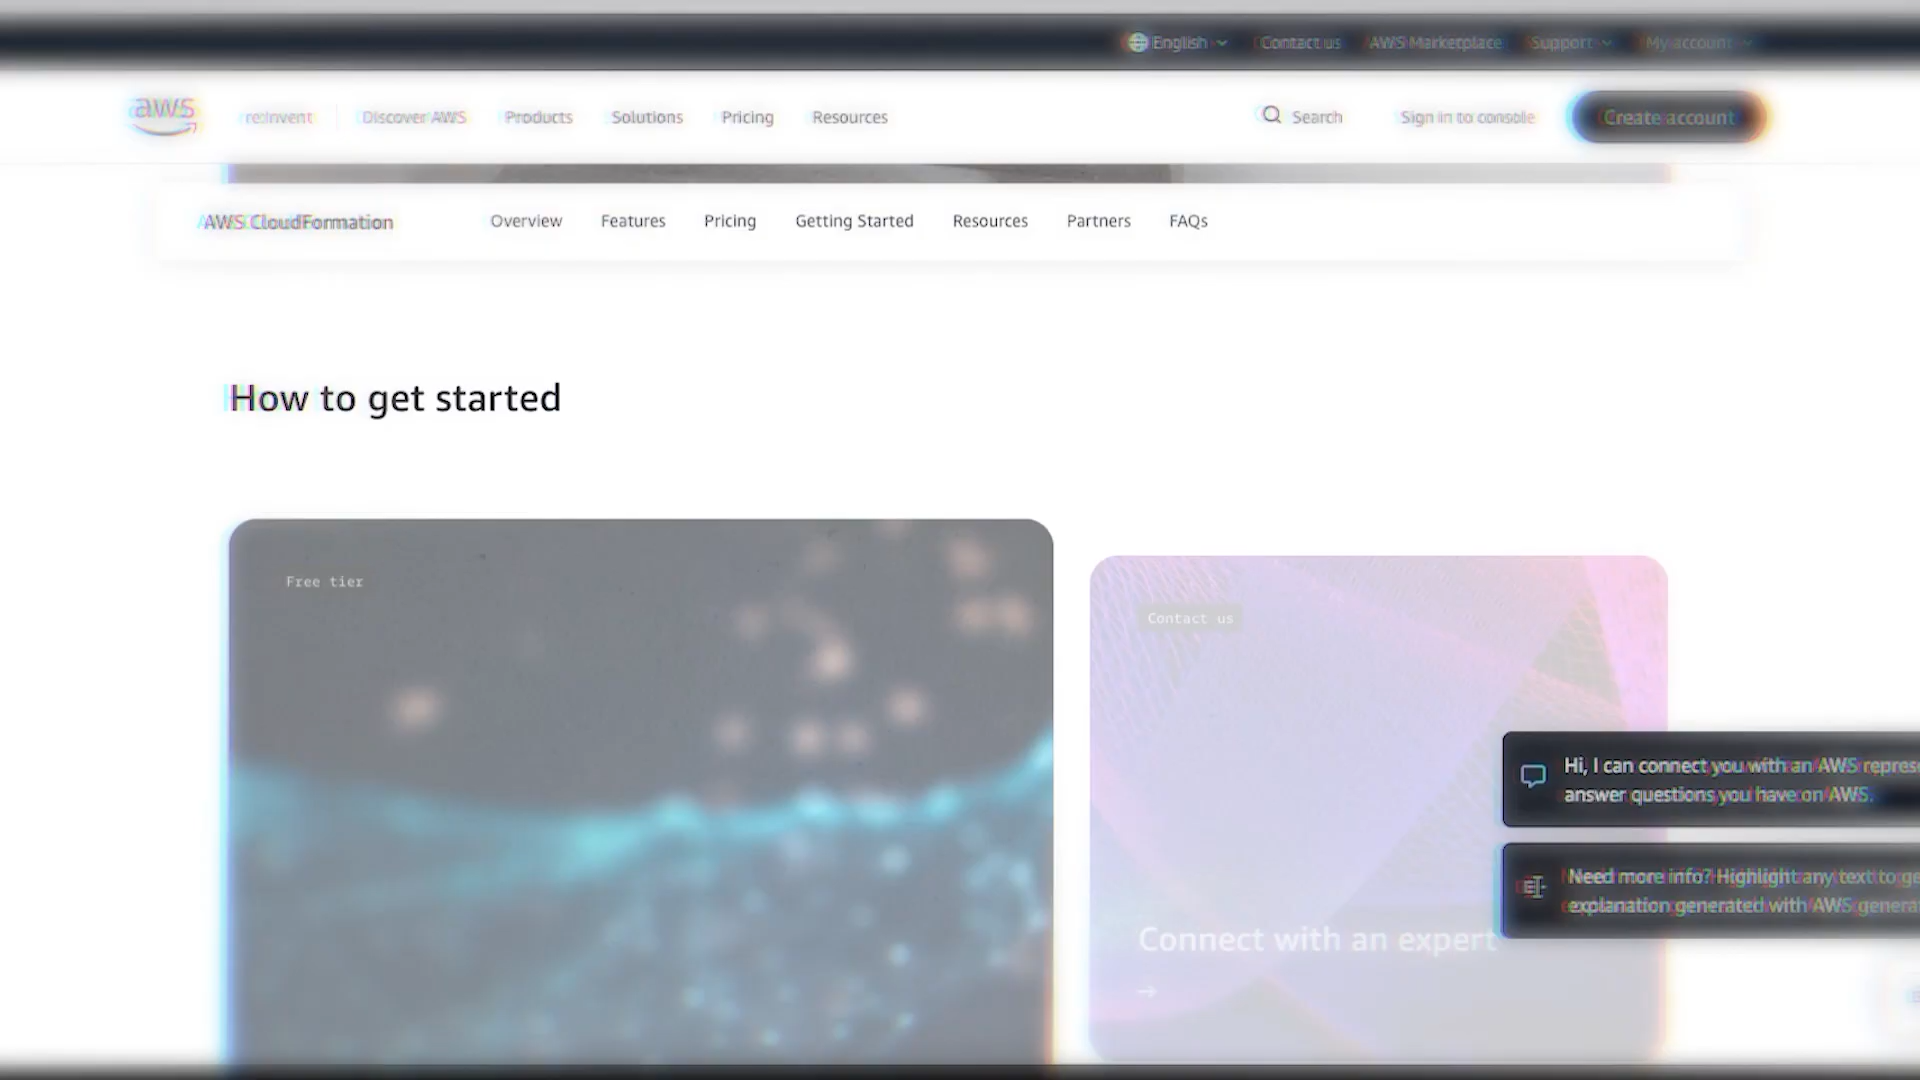 English
Contact us
AWS Marketplace
Support
My account
aws
re:Invent
Discover AWS
Products
Solutions
Pricing
Resources
Search
Sign in to console
Create account
AWS CloudFormation
Overview
Features
Pricing
Getting Started
Resources
Partners
FAQs
How to get started
Free tier
Contact us
Connect with an expert
Hi, I can connect you with an AWS
answer questions you have on AWS.
Need more info? Highlight any text to
explanation generated with AWS